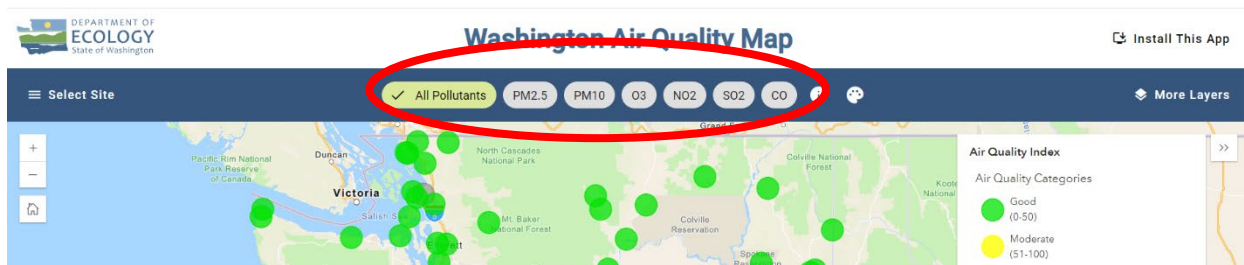 DEPARTMENT OF
ECOLOGY
State of Washington
Washington Air Quality Map
Install This App
Select Site
All Pollutants
PM2.5
PM10
O3
NO2
SO2
CO
More Layers
+
−
Pacific Rim National
Park Reserve
of Canada
Duncan
Victoria
Salish
North Cascades
National Park
Mt. Baker
National Forest
Colville
Reservation
Colville National
Forest
National
Air Quality Index
Air Quality Categories
Good
(0-50)
Moderate
(51-100)